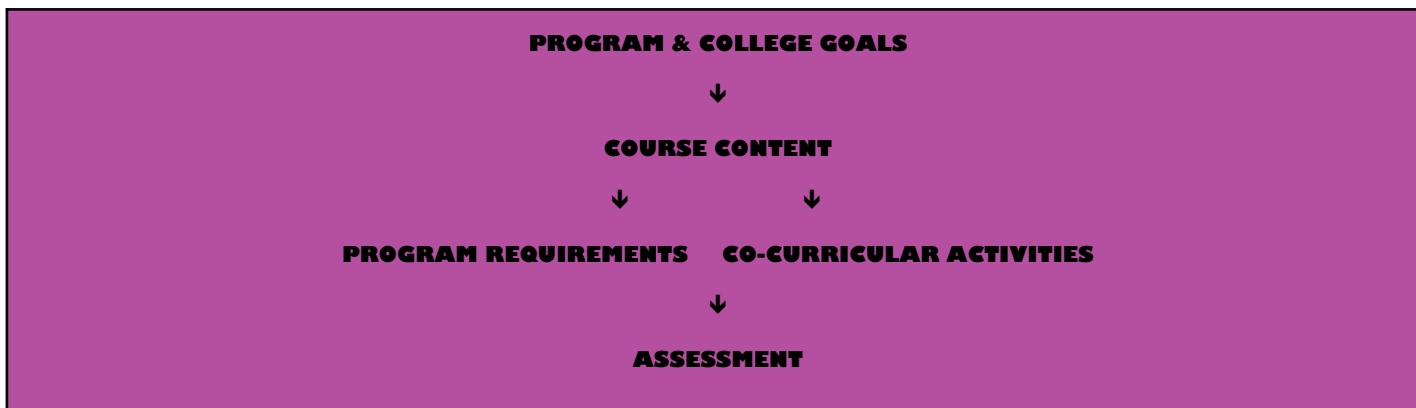 PROGRAM & COLLEGE GOALS
↓
COURSE CONTENT
↓ ↓
PROGRAM REQUIREMENTS CO-CURRICULAR ACTIVITIES
↓
ASSESSMENT